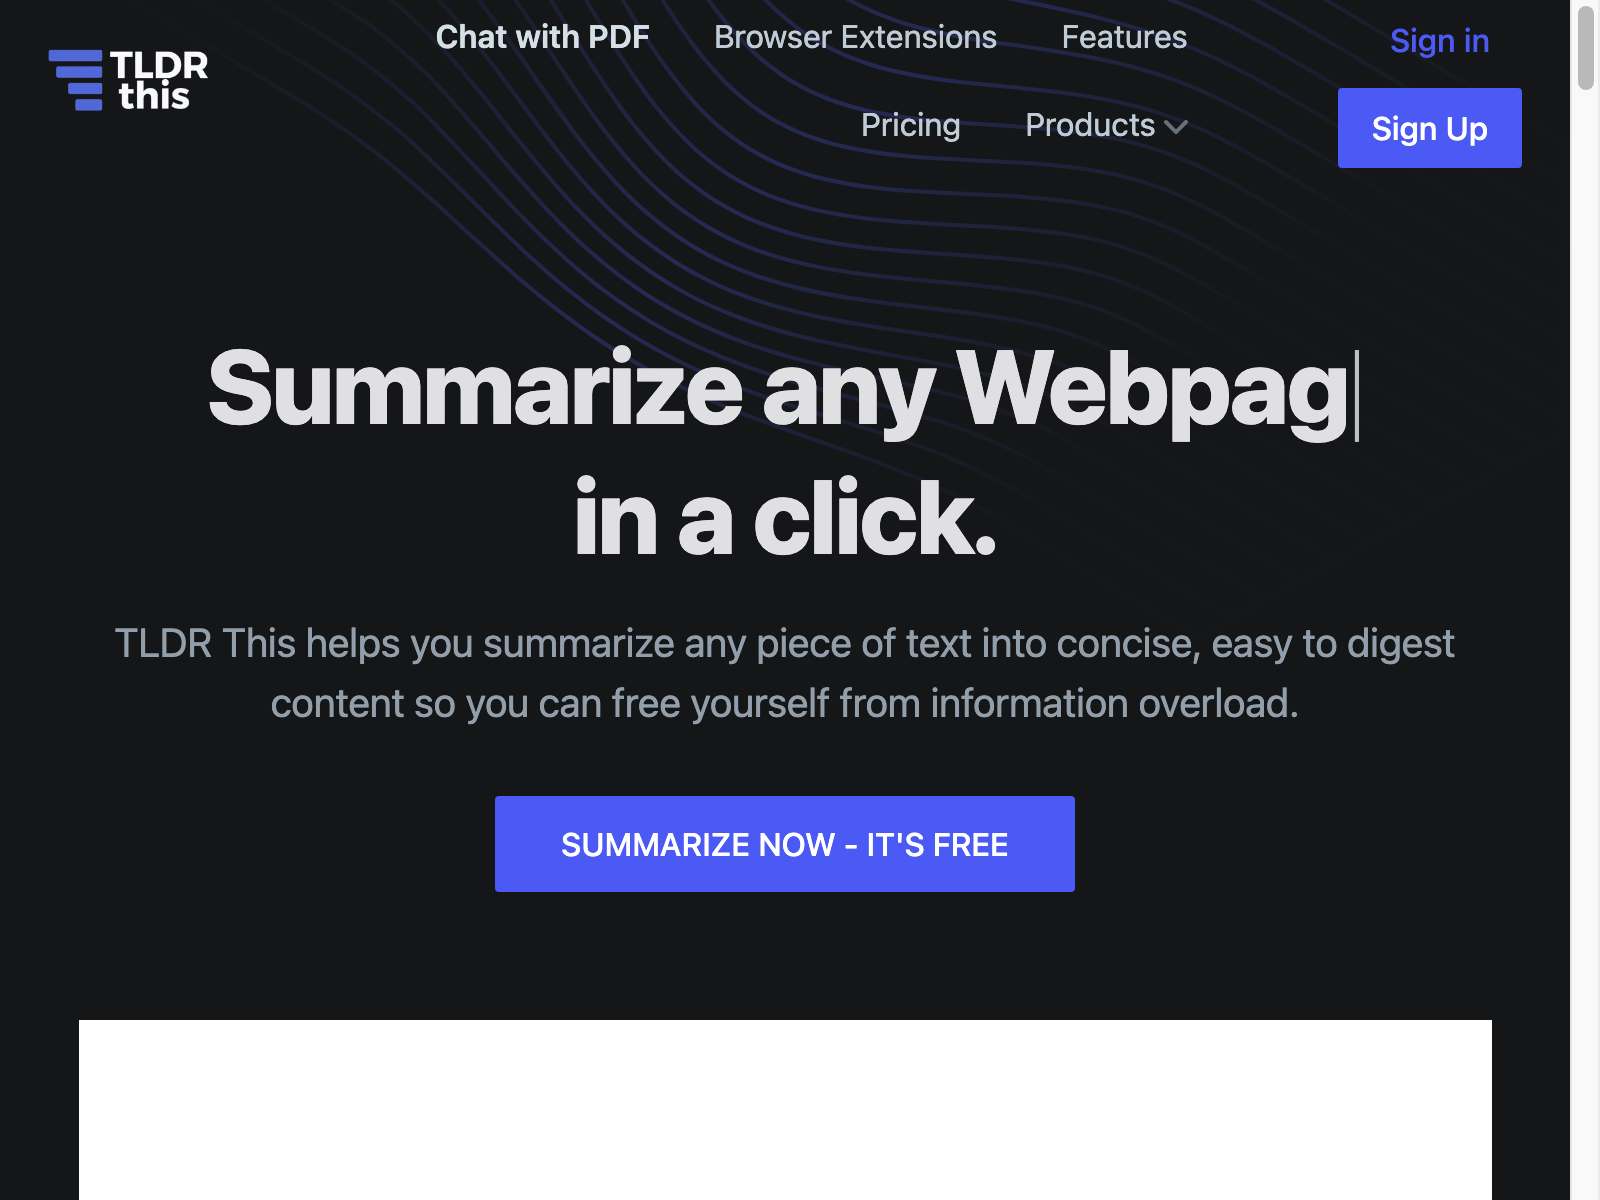 TLDR
this
Chat with PDF
Browser Extensions
Features
Pricing
Products
Sign in
Sign Up
Summarize any Webpag
in a click.
TLDR This helps you summarize any piece of text into concise, easy to digest
content so you can free yourself from information overload.
SUMMARIZE NOW - IT'S FREE